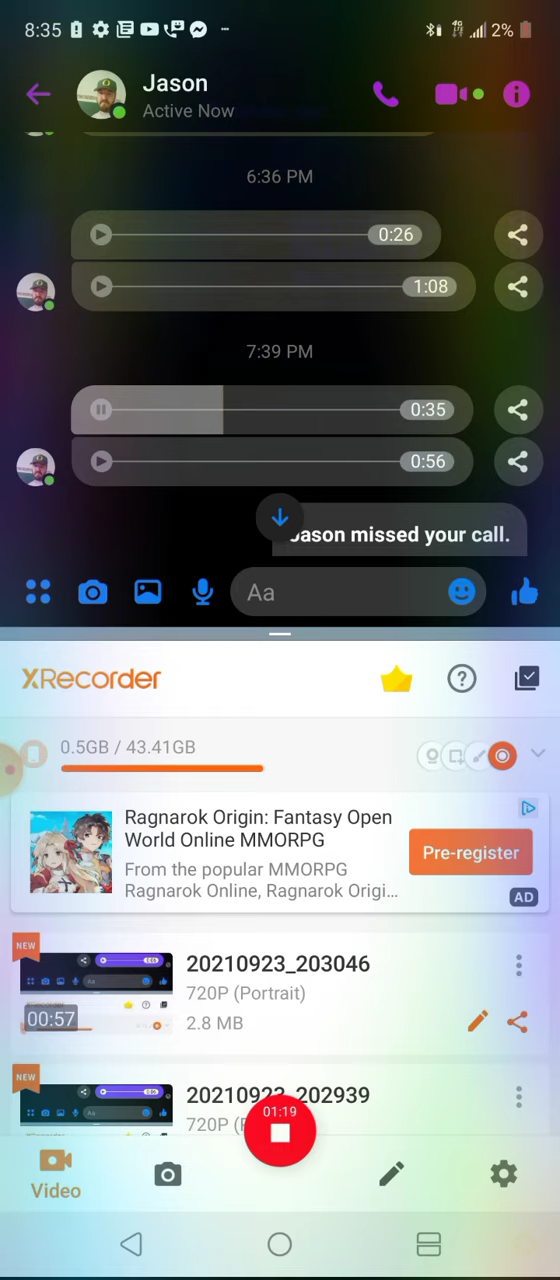 8:35
4G
LTE
2%
Jason
Active Now
6:36 PM
0:26
1:08
7:39 PM
0:35
0:56
Jason missed your call.
Aa
XRecorder
0.5GB / 43.41GB
Ragnarok Origin: Fantasy Open
World Online MMORPG
From the popular MMORPG
Ragnarok Online, Ragnarok Origi...
Pre-register
AD
NEW
20210923_203046
720P (Portrait)
00:57
2.8 MB
NEW
20210923_202939
720P (
01:19
Video